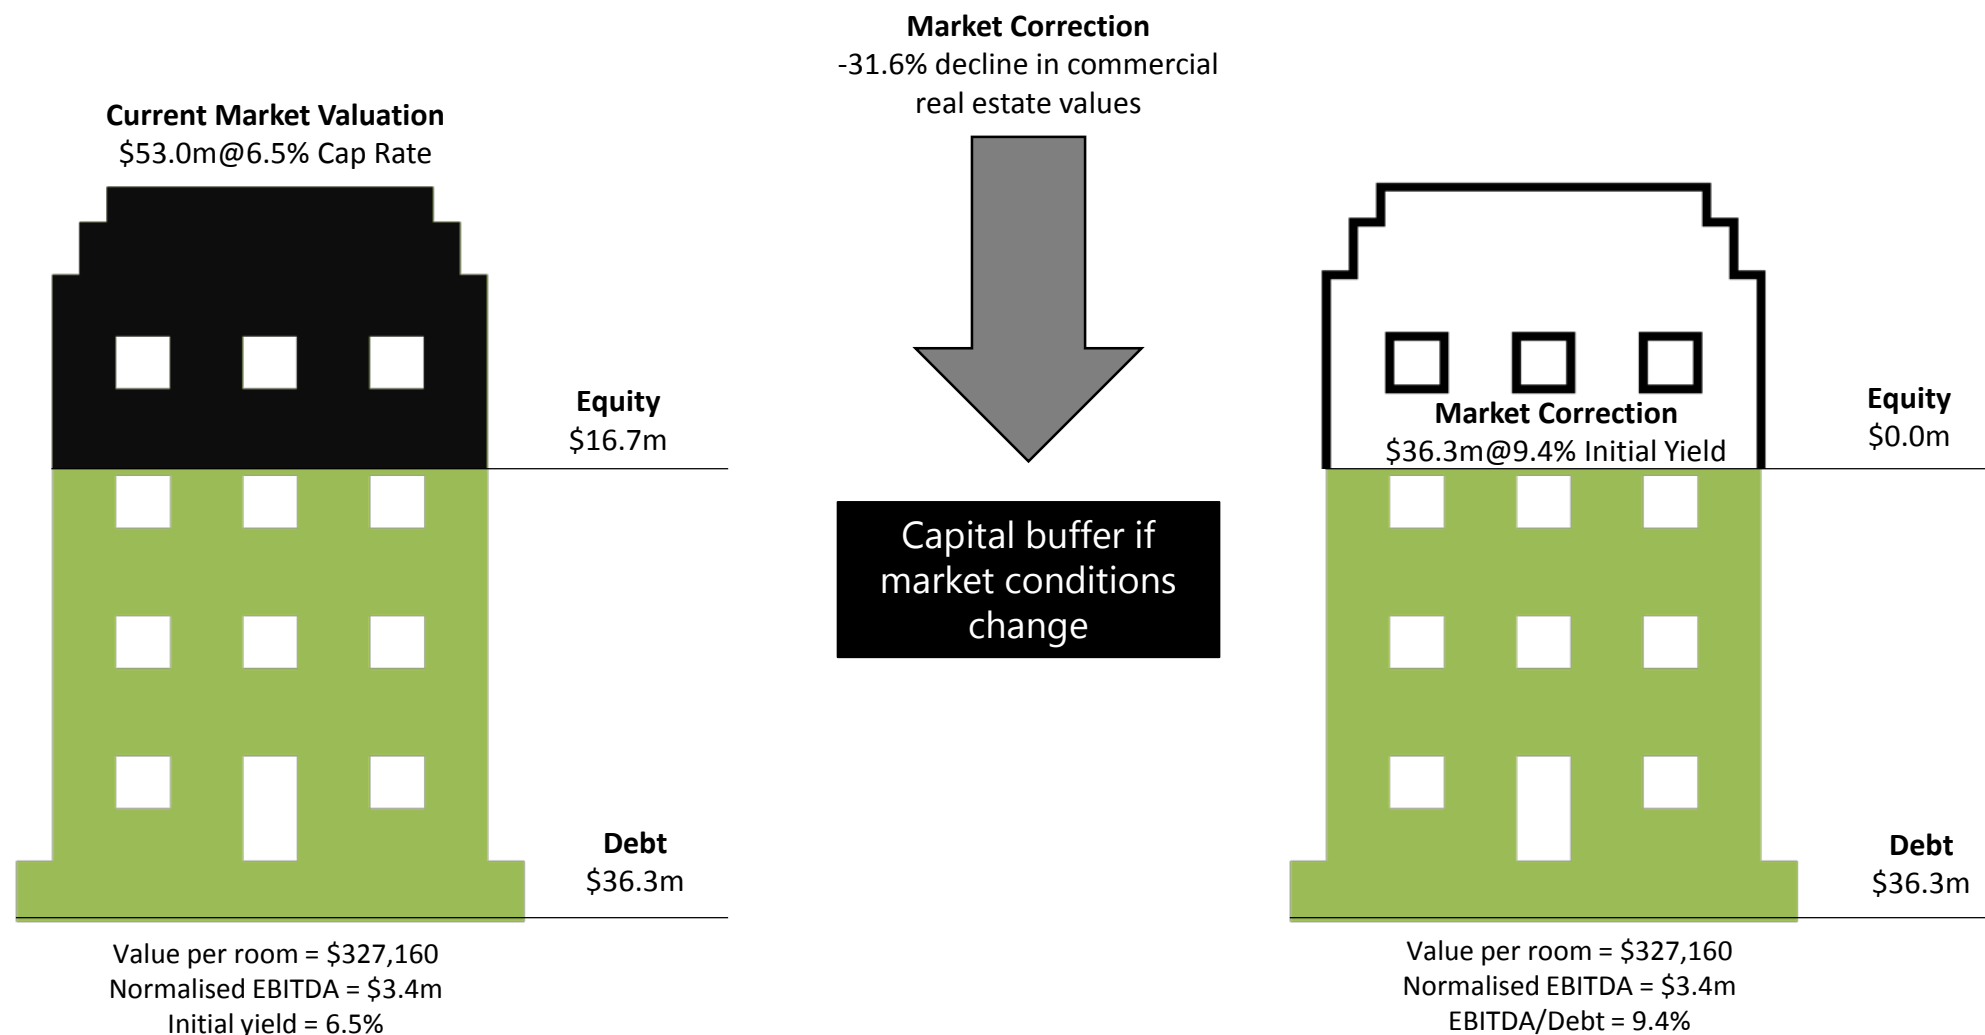 Market Correction
-31.6% decline in commercial
real estate values
Current Market Valuation
$53.0m@6.5% Cap Rate
Equity
$16.7m
Debt
$36.3m
Value per room = $327,160
Normalised EBITDA = $3.4m
Initial yield = 6.5%
Capital buffer if
market conditions
change
Market Correction
$36.3m@9.4% Initial Yield
Equity
$0.0m
Debt
$36.3m
Value per room = $327,160
Normalised EBITDA = $3.4m
EBITDA/Debt = 9.4%